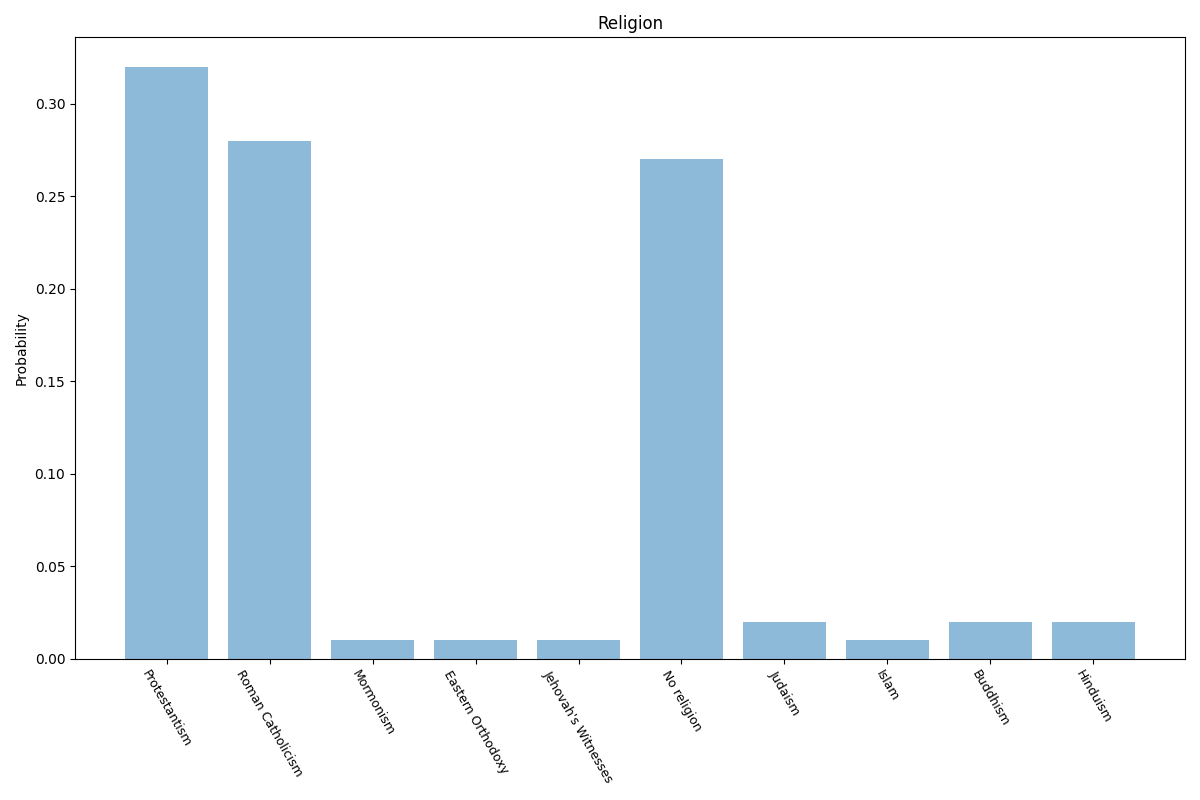 Religion
Probability
0.30
0.25
0.20
0.15
0.10
0.05
0.00
Protestantism
Roman Catholicism
Mormonism
Eastern Orthodoxy
Jehovah's Witnesses
No religion
Judaism
Islam
Buddhism
Hinduism